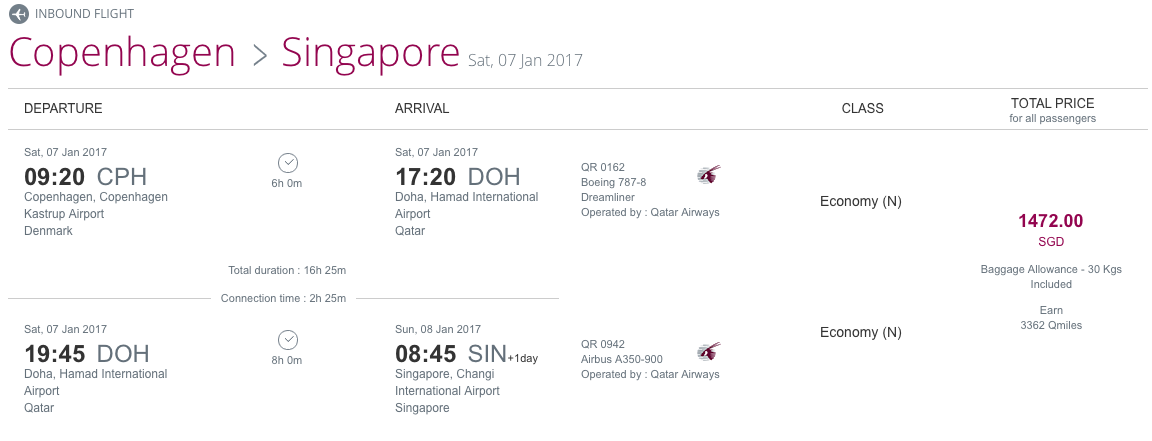 INBOUND FLIGHT
Copenhagen > Singapore Sat, 07 Jan 2017
DEPARTURE
ARRIVAL
CLASS
TOTAL PRICE
for all passengers
Sat, 07 Jan 2017
09:20 CPH
Copenhagen, Copenhagen
Kastrup Airport
Denmark
6h 0m
Sat, 07 Jan 2017
17:20 DOH
Doha, Hamad International
Airport
Qatar
QR 0162
Boeing 787-8
Dreamliner
Operated by : Qatar Airways
Economy (N)
1472.00
SGD
Baggage Allowance - 30 Kgs
Included
Earn
3362 Qmiles
Total duration : 16h 25m
Connection time : 2h 25m
Sat, 07 Jan 2017
19:45 DOH
Doha, Hamad International
Airport
Qatar
8h 0m
Sun, 08 Jan 2017
08:45 SIN+1day
Singapore, Changi
International Airport
Singapore
QR 0942
Airbus A350-900
Operated by : Qatar Airways
Economy (N)